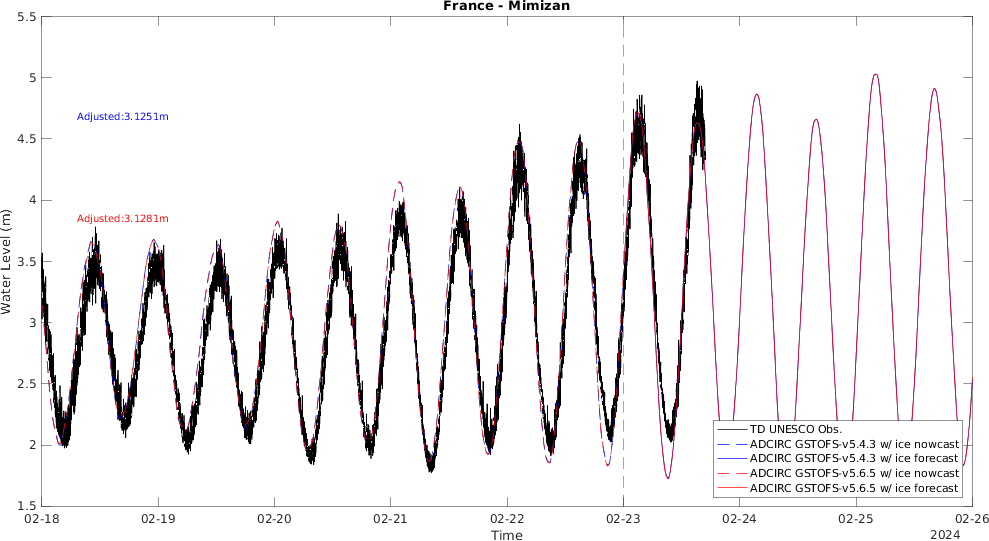 France - Mimizan
5.5
5
4.5
4
3.5
3
2.5
2
1.5
Water Level (m)
Adjusted:3.1251m
Adjusted:3.1281m
TD UNESCO Obs.
ADCIRC GSTOFS-v5.4.3 w/ ice nowcast
ADCIRC GSTOFS-v5.4.3 w/ ice forecast
ADCIRC GSTOFS-v5.6.5 w/ ice nowcast
ADCIRC GSTOFS-v5.6.5 w/ ice forecast
02-18 02-19 02-20 02-21 02-22 02-23 02-24 02-25 02-26
Time
2024